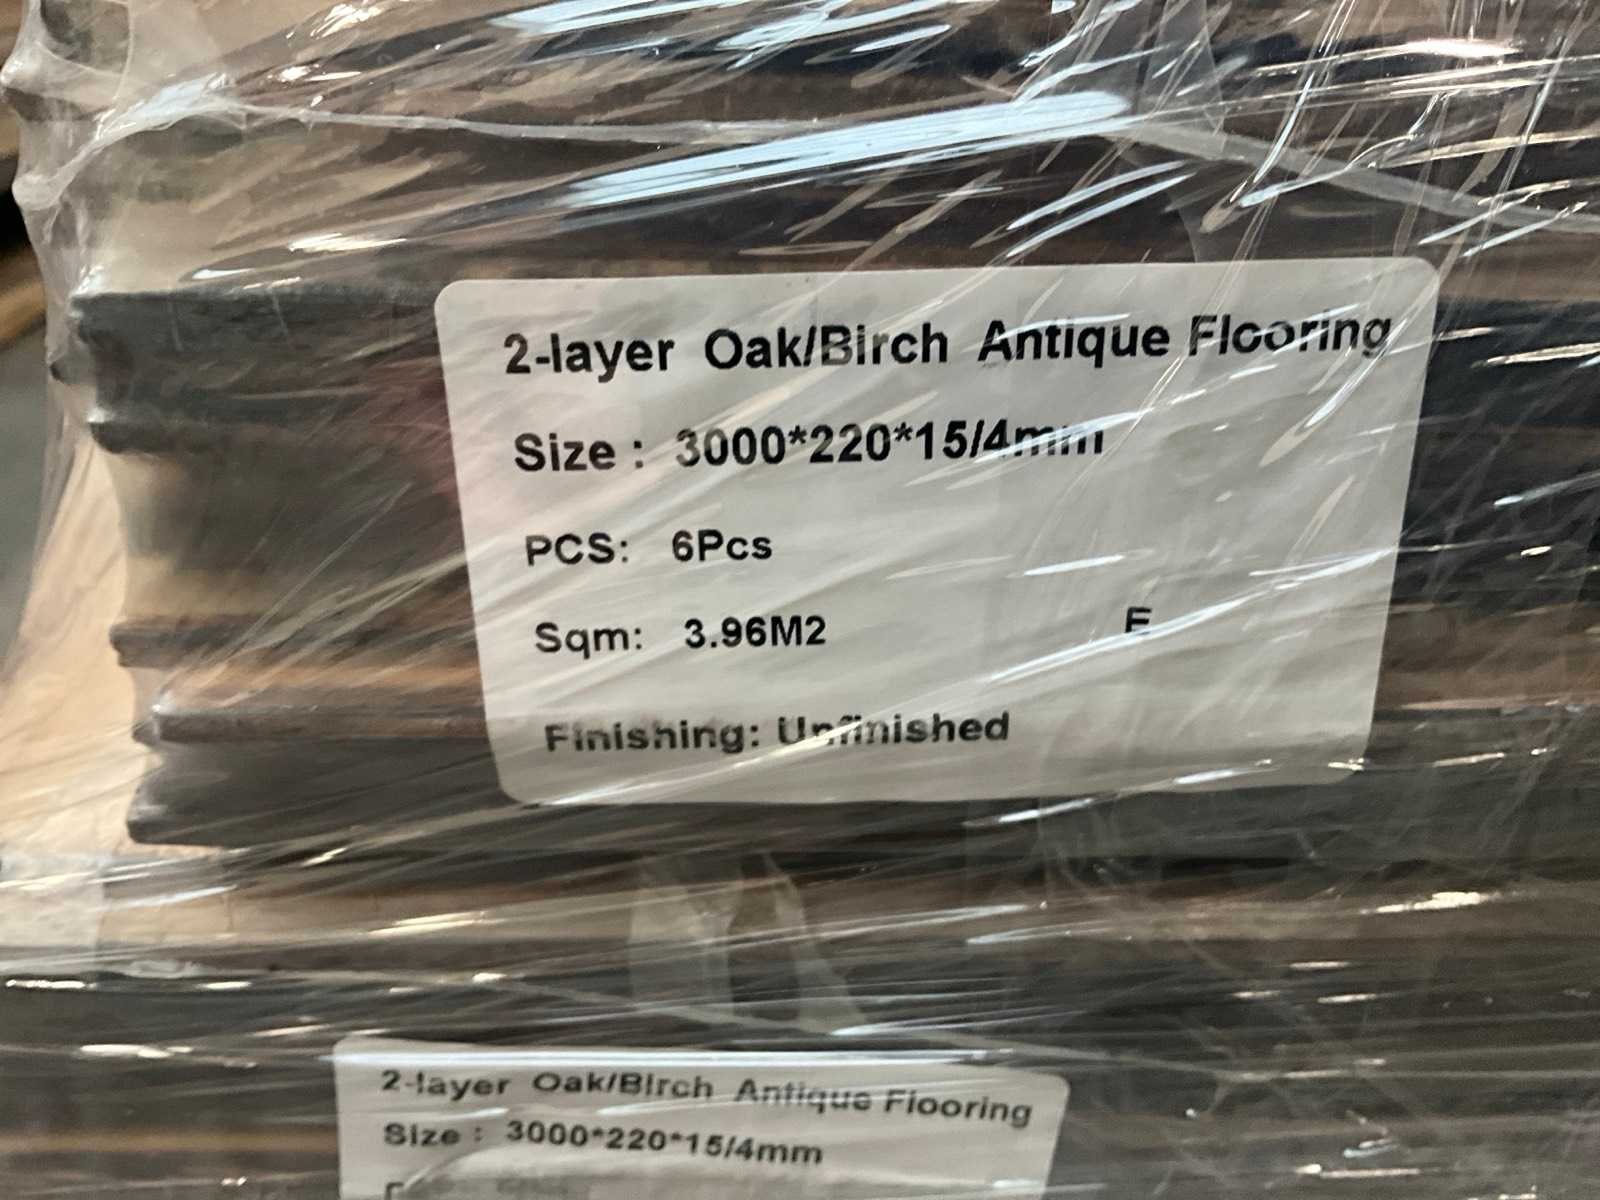 2-layer Oak/Birch Antique Flooring
Size : 3000*220*15/4mm
PCS: 6Pcs
Sqm: 3.96M2 E
Finishing: Unfinished
2-layer Oak/Birch Antique Flooring
Size : 3000*220*15/4mm